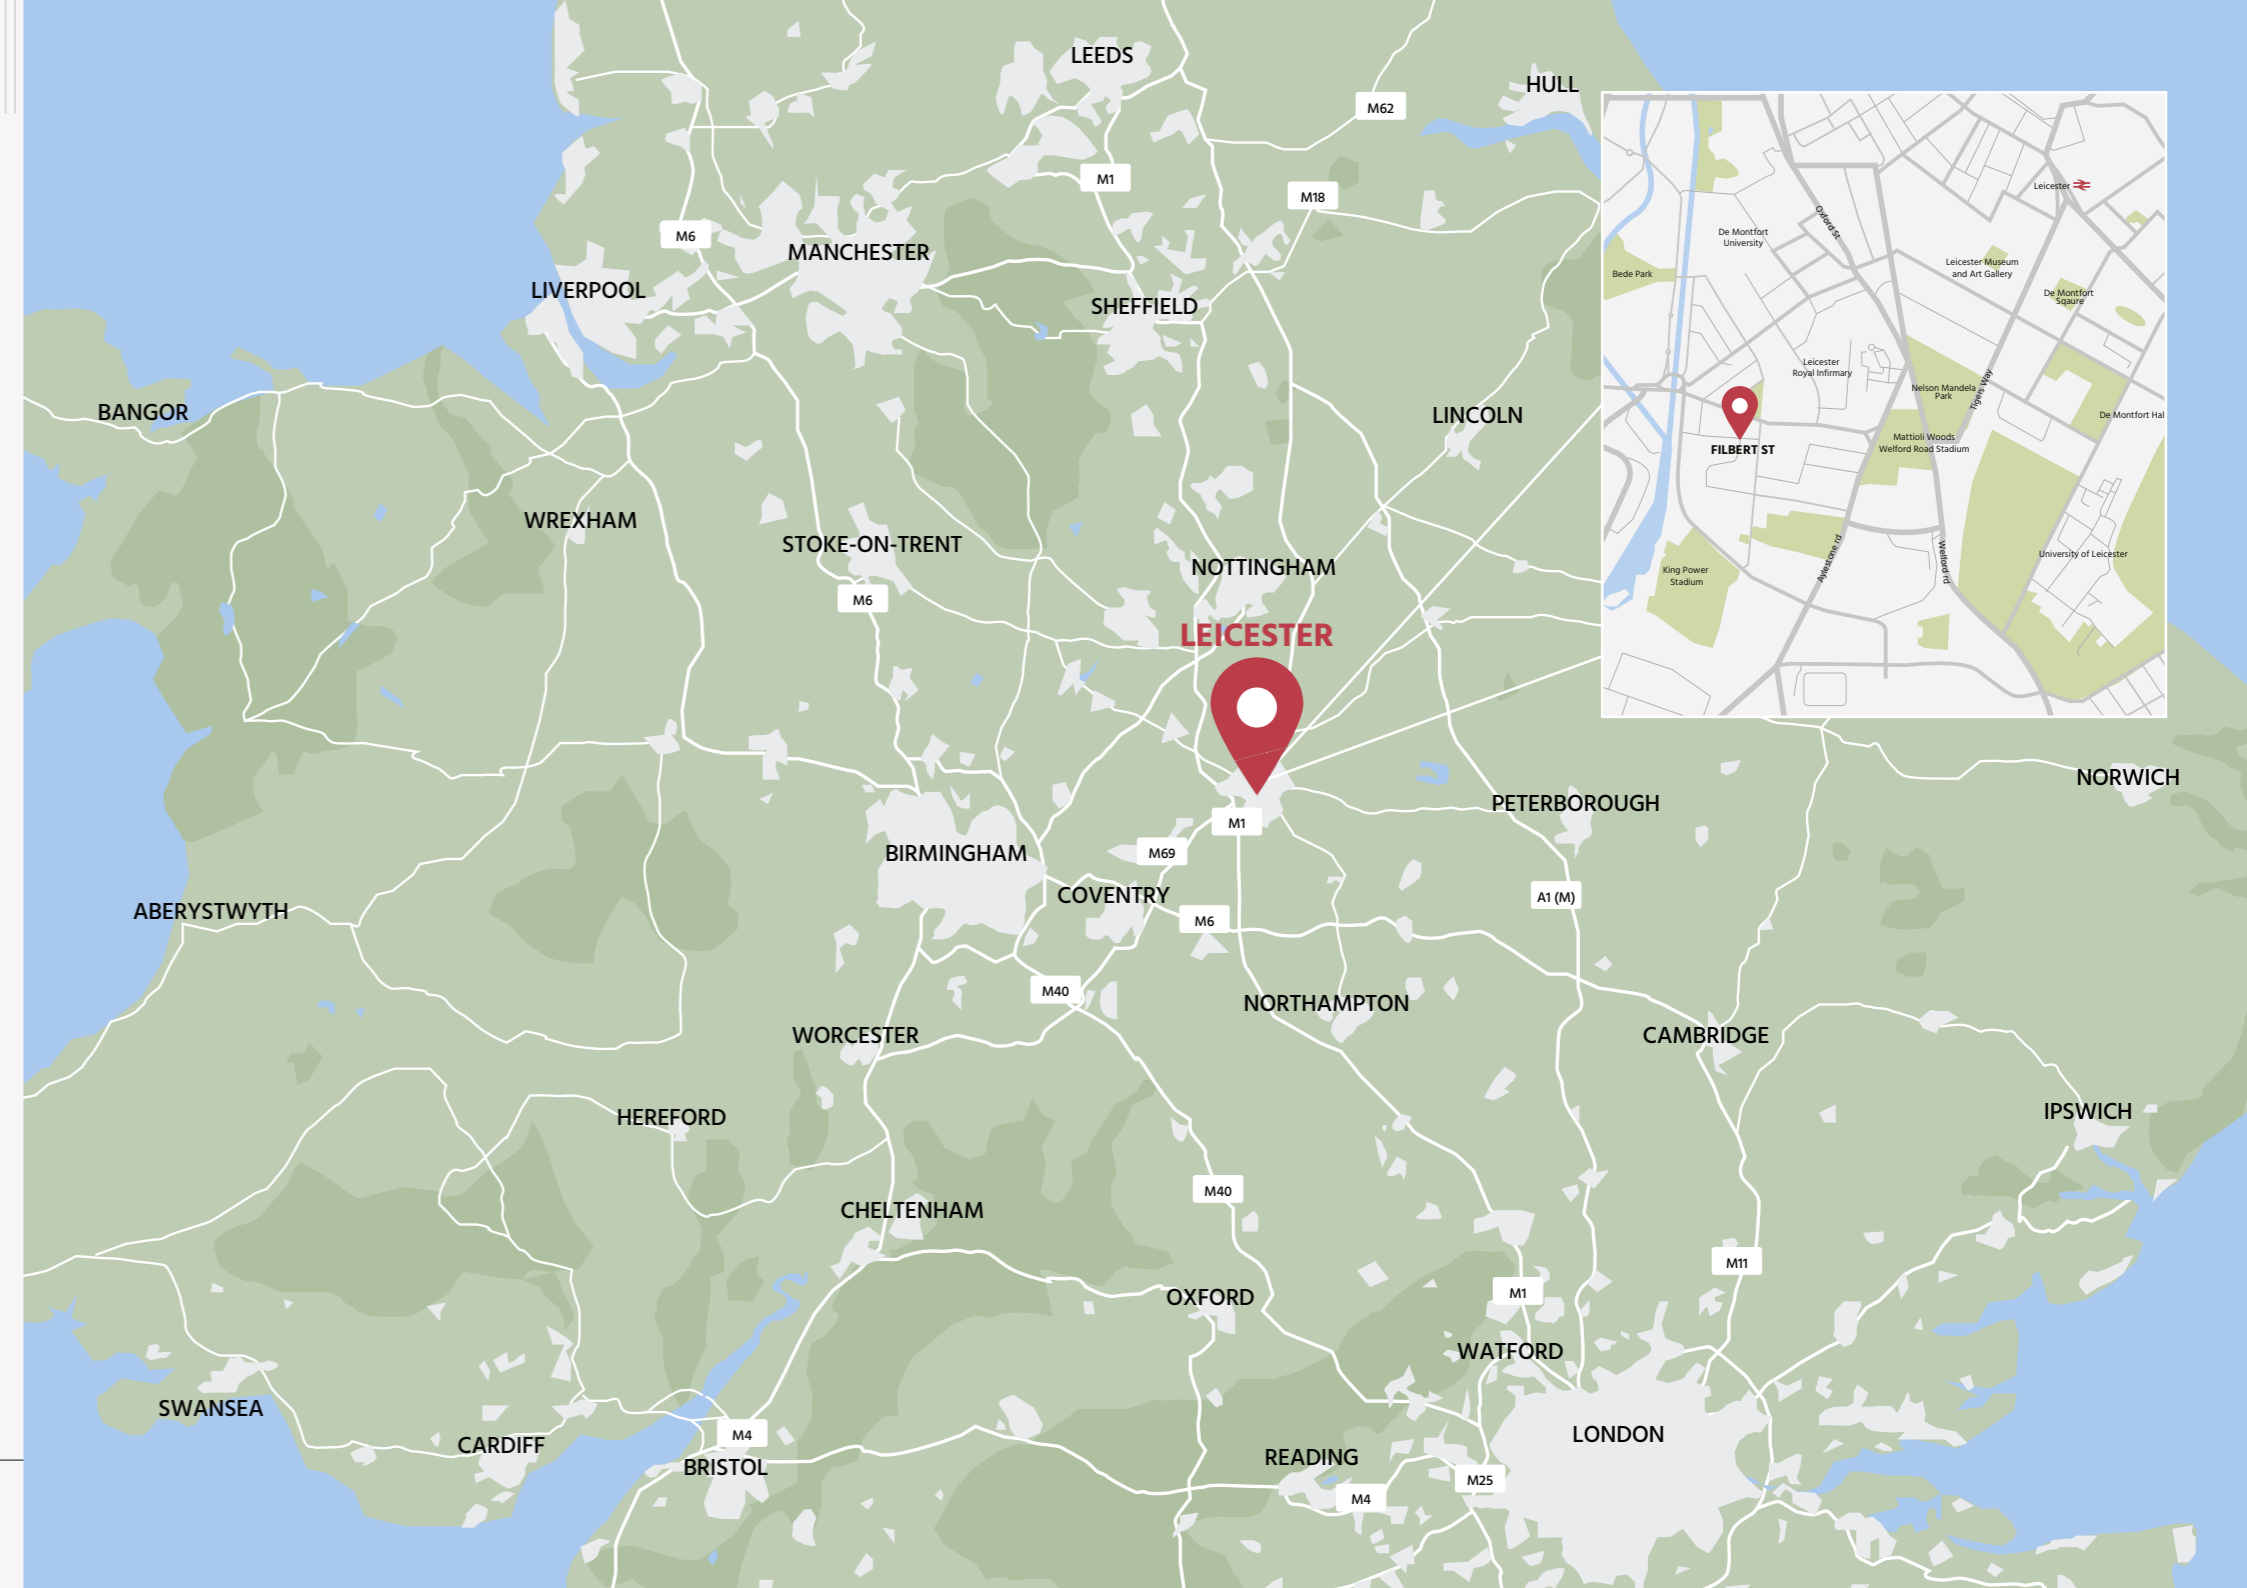 LEEDS
HULL
M62
M1
M18
M6
MANCHESTER
LIVERPOOL
SHEFFIELD
BANGOR
LINCOLN
WREXHAM
STOKE-ON-TRENT
NOTTINGHAM
M6
LEICESTER
Leicester
Oxford St
De Montfort
University
Bede Park
Leicester Museum
and Art Gallery
De Montfort
Sqaure
Leicester
Royal Infirmary
Nelson Mandela
Park
Tigers Way
De Montfort Hal
FILBERT ST
Mattioli Woods
Welford Road Stadium
King Power
Stadium
Aylestone rd
Welford rd
University of Leicester
NORWICH
PETERBOROUGH
M1
M69
BIRMINGHAM
COVENTRY
A1 (M)
M6
ABERYSTWYTH
M40
NORTHAMPTON
WORCESTER
CAMBRIDGE
HEREFORD
IPSWICH
M40
CHELTENHAM
M11
OXFORD
M1
WATFORD
SWANSEA
CARDIFF
M4
BRISTOL
LONDON
READING
M25
M4